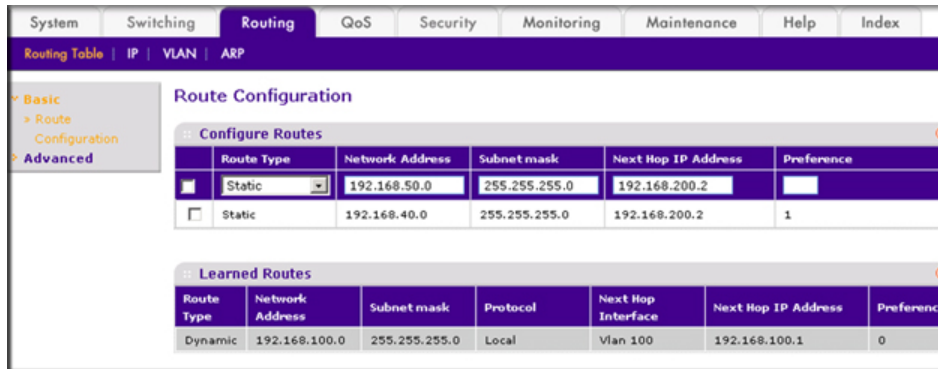 System Switching Routing QoS Security Monitoring Maintenance Help Index
Routing Table | IP | VLAN | ARP
Basic
Route
Configuration
Advanced
Route Configuration
Configure Routes
Route Type Network Address Subnet mask Next Hop IP Address Preference
Static 192.168.50.0 255.255.255.0 192.168.200.2
Static 192.168.40.0 255.255.255.0 192.168.200.2 1
Learned Routes
Route Type Network Address Subnet mask Protocol Next Hop Interface Next Hop IP Address Preferenc
Dynamic 192.168.100.0 255.255.255.0 Local Vlan 100 192.168.100.1 0